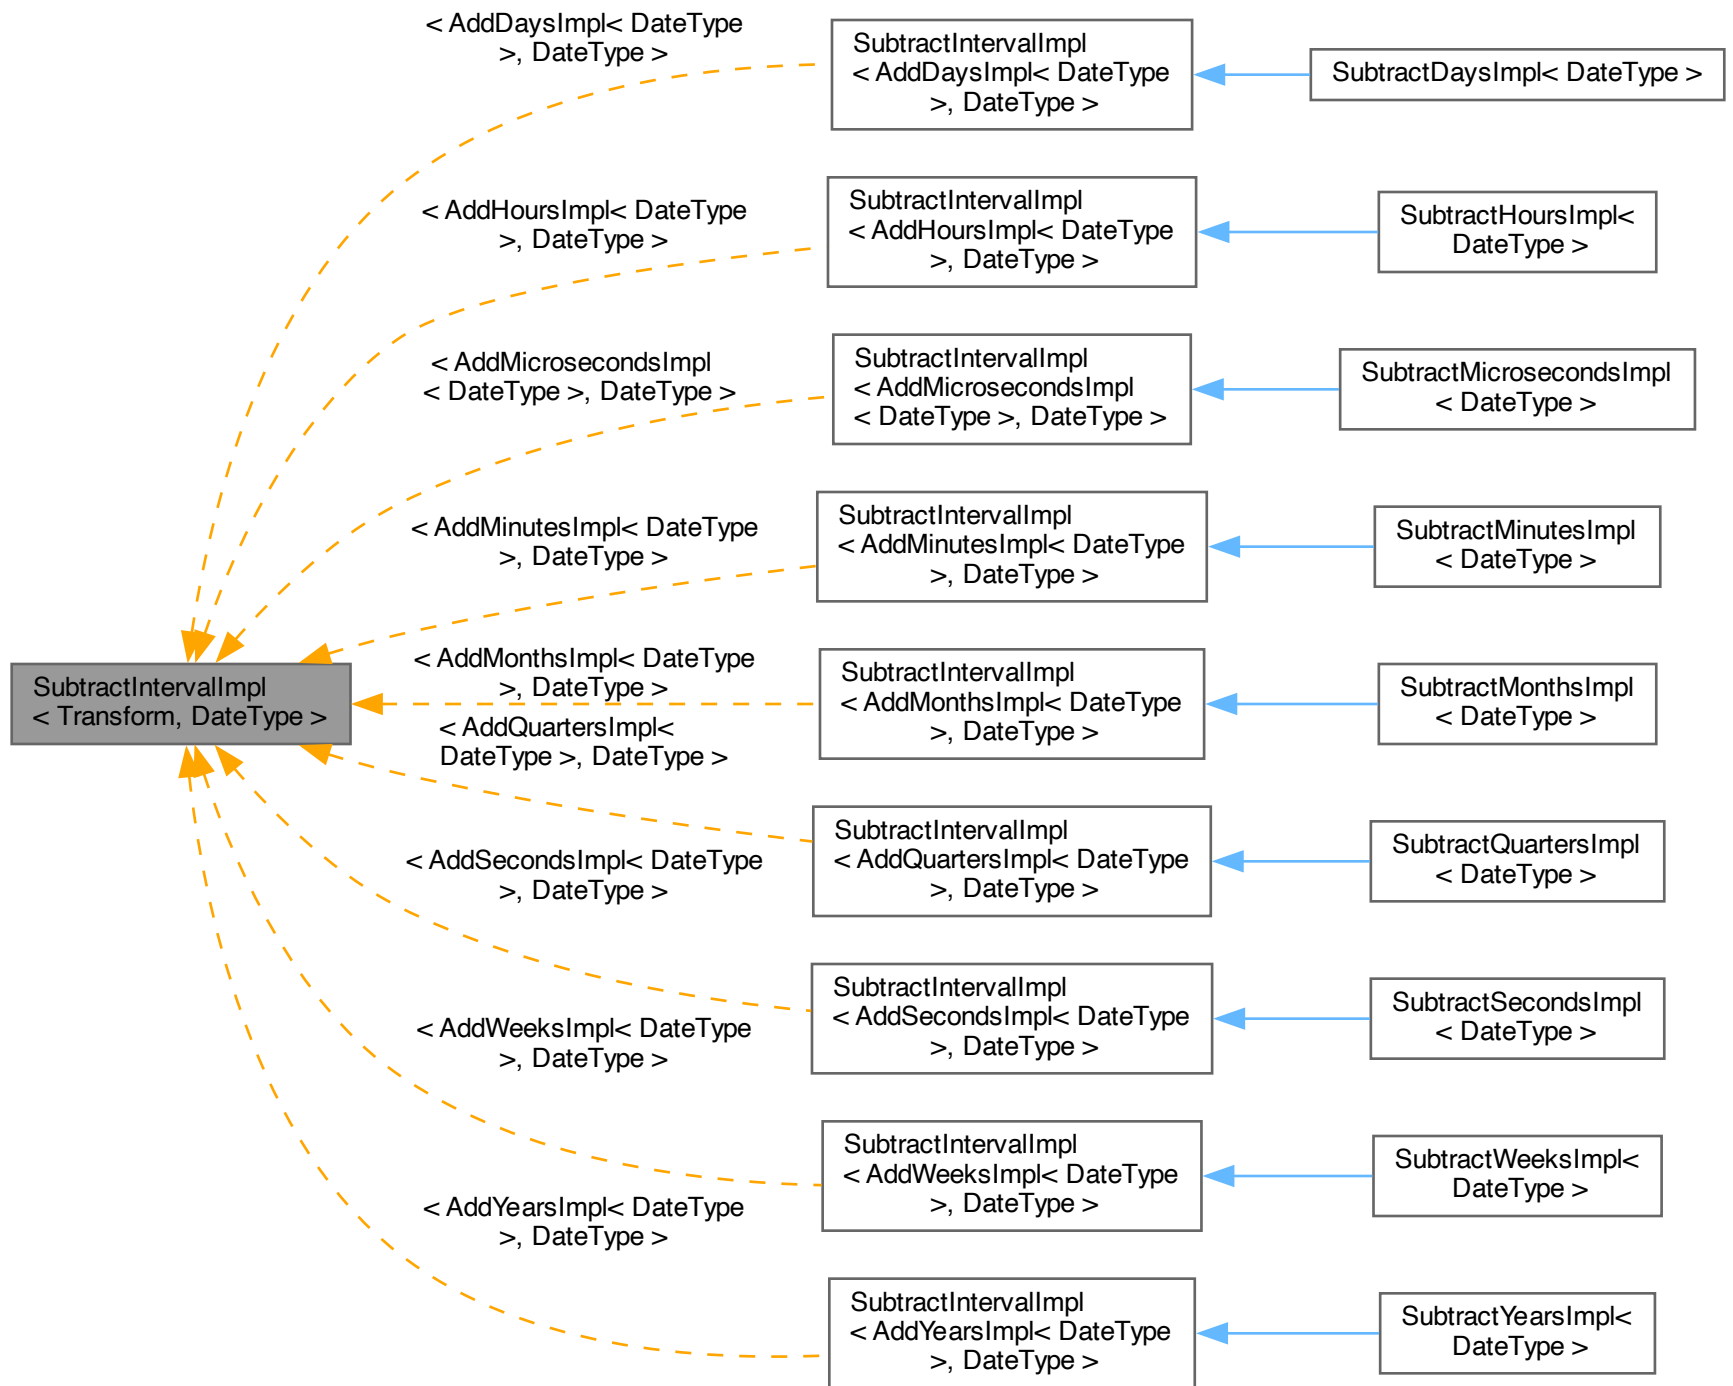 < AddDaysImpl< DateType
>, DateType >
SubtractIntervalImpl
< AddDaysImpl< DateType
>, DateType >
SubtractDaysImpl< DateType >
< AddHoursImpl< DateType
>, DateType >
SubtractIntervalImpl
< AddHoursImpl< DateType
>, DateType >
SubtractHoursImpl<
DateType >
< AddMicrosecondsImpl
< DateType >, DateType >
SubtractIntervalImpl
< AddMicrosecondsImpl
< DateType >, DateType >
SubtractMicrosecondsImpl
< DateType >
< AddMinutesImpl< DateType
>, DateType >
SubtractIntervalImpl
< AddMinutesImpl< DateType
>, DateType >
SubtractMinutesImpl
< DateType >
SubtractIntervalImpl
< Transform, DateType >
< AddMonthsImpl< DateType
>, DateType >
SubtractIntervalImpl
< AddMonthsImpl< DateType
>, DateType >
SubtractMonthsImpl
< DateType >
< AddQuartersImpl<
DateType >, DateType >
SubtractIntervalImpl
< AddQuartersImpl< DateType
>, DateType >
SubtractQuartersImpl
< DateType >
< AddSecondsImpl< DateType
>, DateType >
SubtractIntervalImpl
< AddSecondsImpl< DateType
>, DateType >
SubtractSecondsImpl
< DateType >
< AddWeeksImpl< DateType
>, DateType >
SubtractIntervalImpl
< AddWeeksImpl< DateType
>, DateType >
SubtractWeeksImpl<
DateType >
< AddYearsImpl< DateType
>, DateType >
SubtractIntervalImpl
< AddYearsImpl< DateType
>, DateType >
SubtractYearsImpl<
DateType >